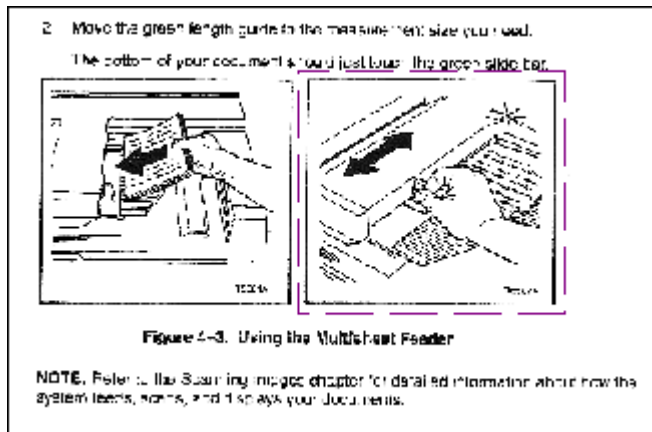 2 Move the green length guide to the measurement size you need.
The bottom of your document should just touch the green slide bar.
Figure 4-3. Using the Multisheet Feeder
NOTE. Refer to the Scanning Images chapter for detailed information about how the
system feeds, scans, and displays your documents.